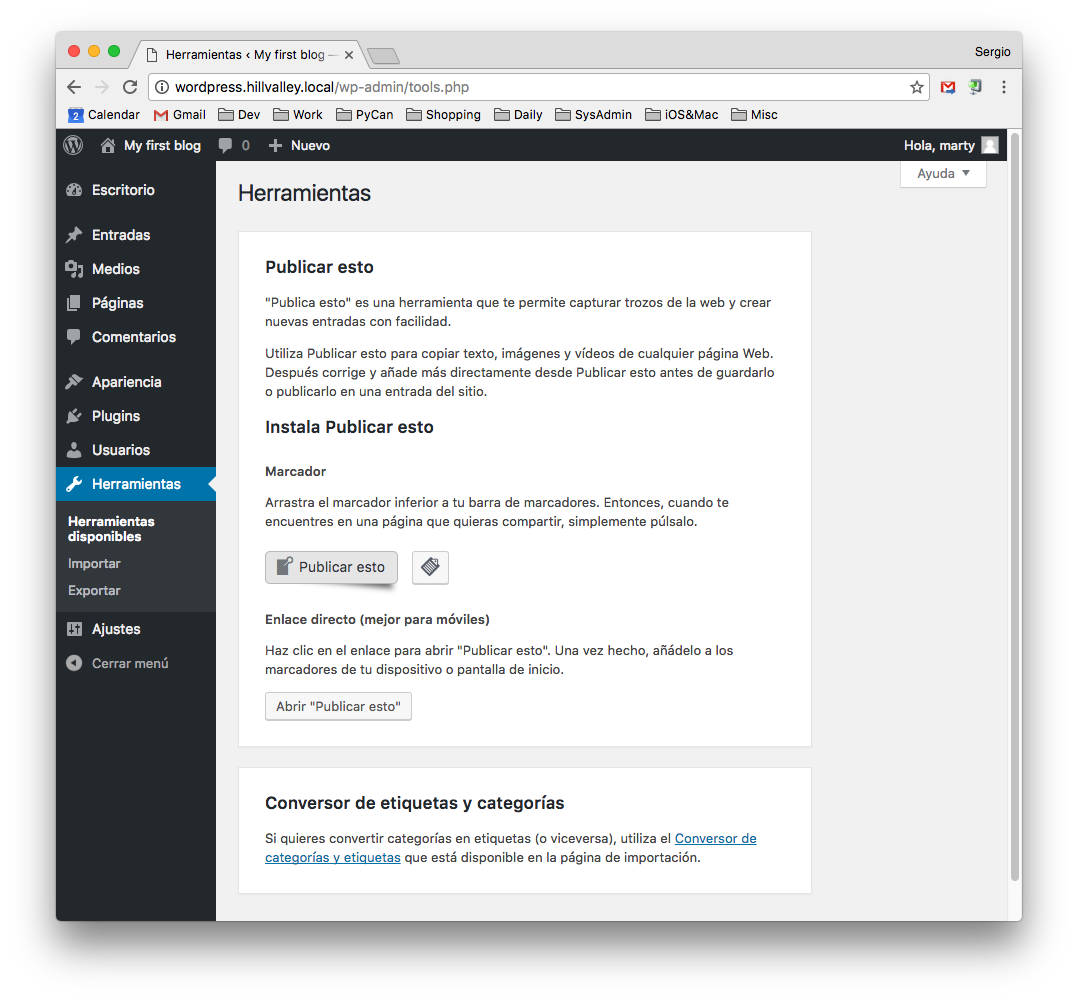 Herramientas ‹ My first blog —
Sergio
wordpress.hillvalley.local/wp-admin/tools.php
2 Calendar Gmail Dev Work PyCan Shopping Daily SysAdmin iOS&Mac Misc
My first blog 0 Nuevo Hola, marty
Ayuda
Escritorio
Entradas
Medios
Páginas
Comentarios
Apariencia
Plugins
Usuarios
Herramientas
Herramientas
disponibles
Importar
Exportar
Ajustes
Cerrar menú
Herramientas
Publicar esto
"Publica esto" es una herramienta que te permite capturar trozos de la web y crear
nuevas entradas con facilidad.
Utiliza Publicar esto para copiar texto, imágenes y vídeos de cualquier página Web.
Después corrige y añade más directamente desde Publicar esto antes de guardarlo
o publicarlo en una entrada del sitio.
Instala Publicar esto
Marcador
Arrastra el marcador inferior a tu barra de marcadores. Entonces, cuando te
encuentres en una página que quieras compartir, simplemente púlsalo.
Publicar esto
Enlace directo (mejor para móviles)
Haz clic en el enlace para abrir "Publicar esto". Una vez hecho, añádelo a los
marcadores de tu dispositivo o pantalla de inicio.
Abrir "Publicar esto"
Conversor de etiquetas y categorías
Si quieres convertir categorías en etiquetas (o viceversa), utiliza el Conversor de
categorías y etiquetas que está disponible en la página de importación.